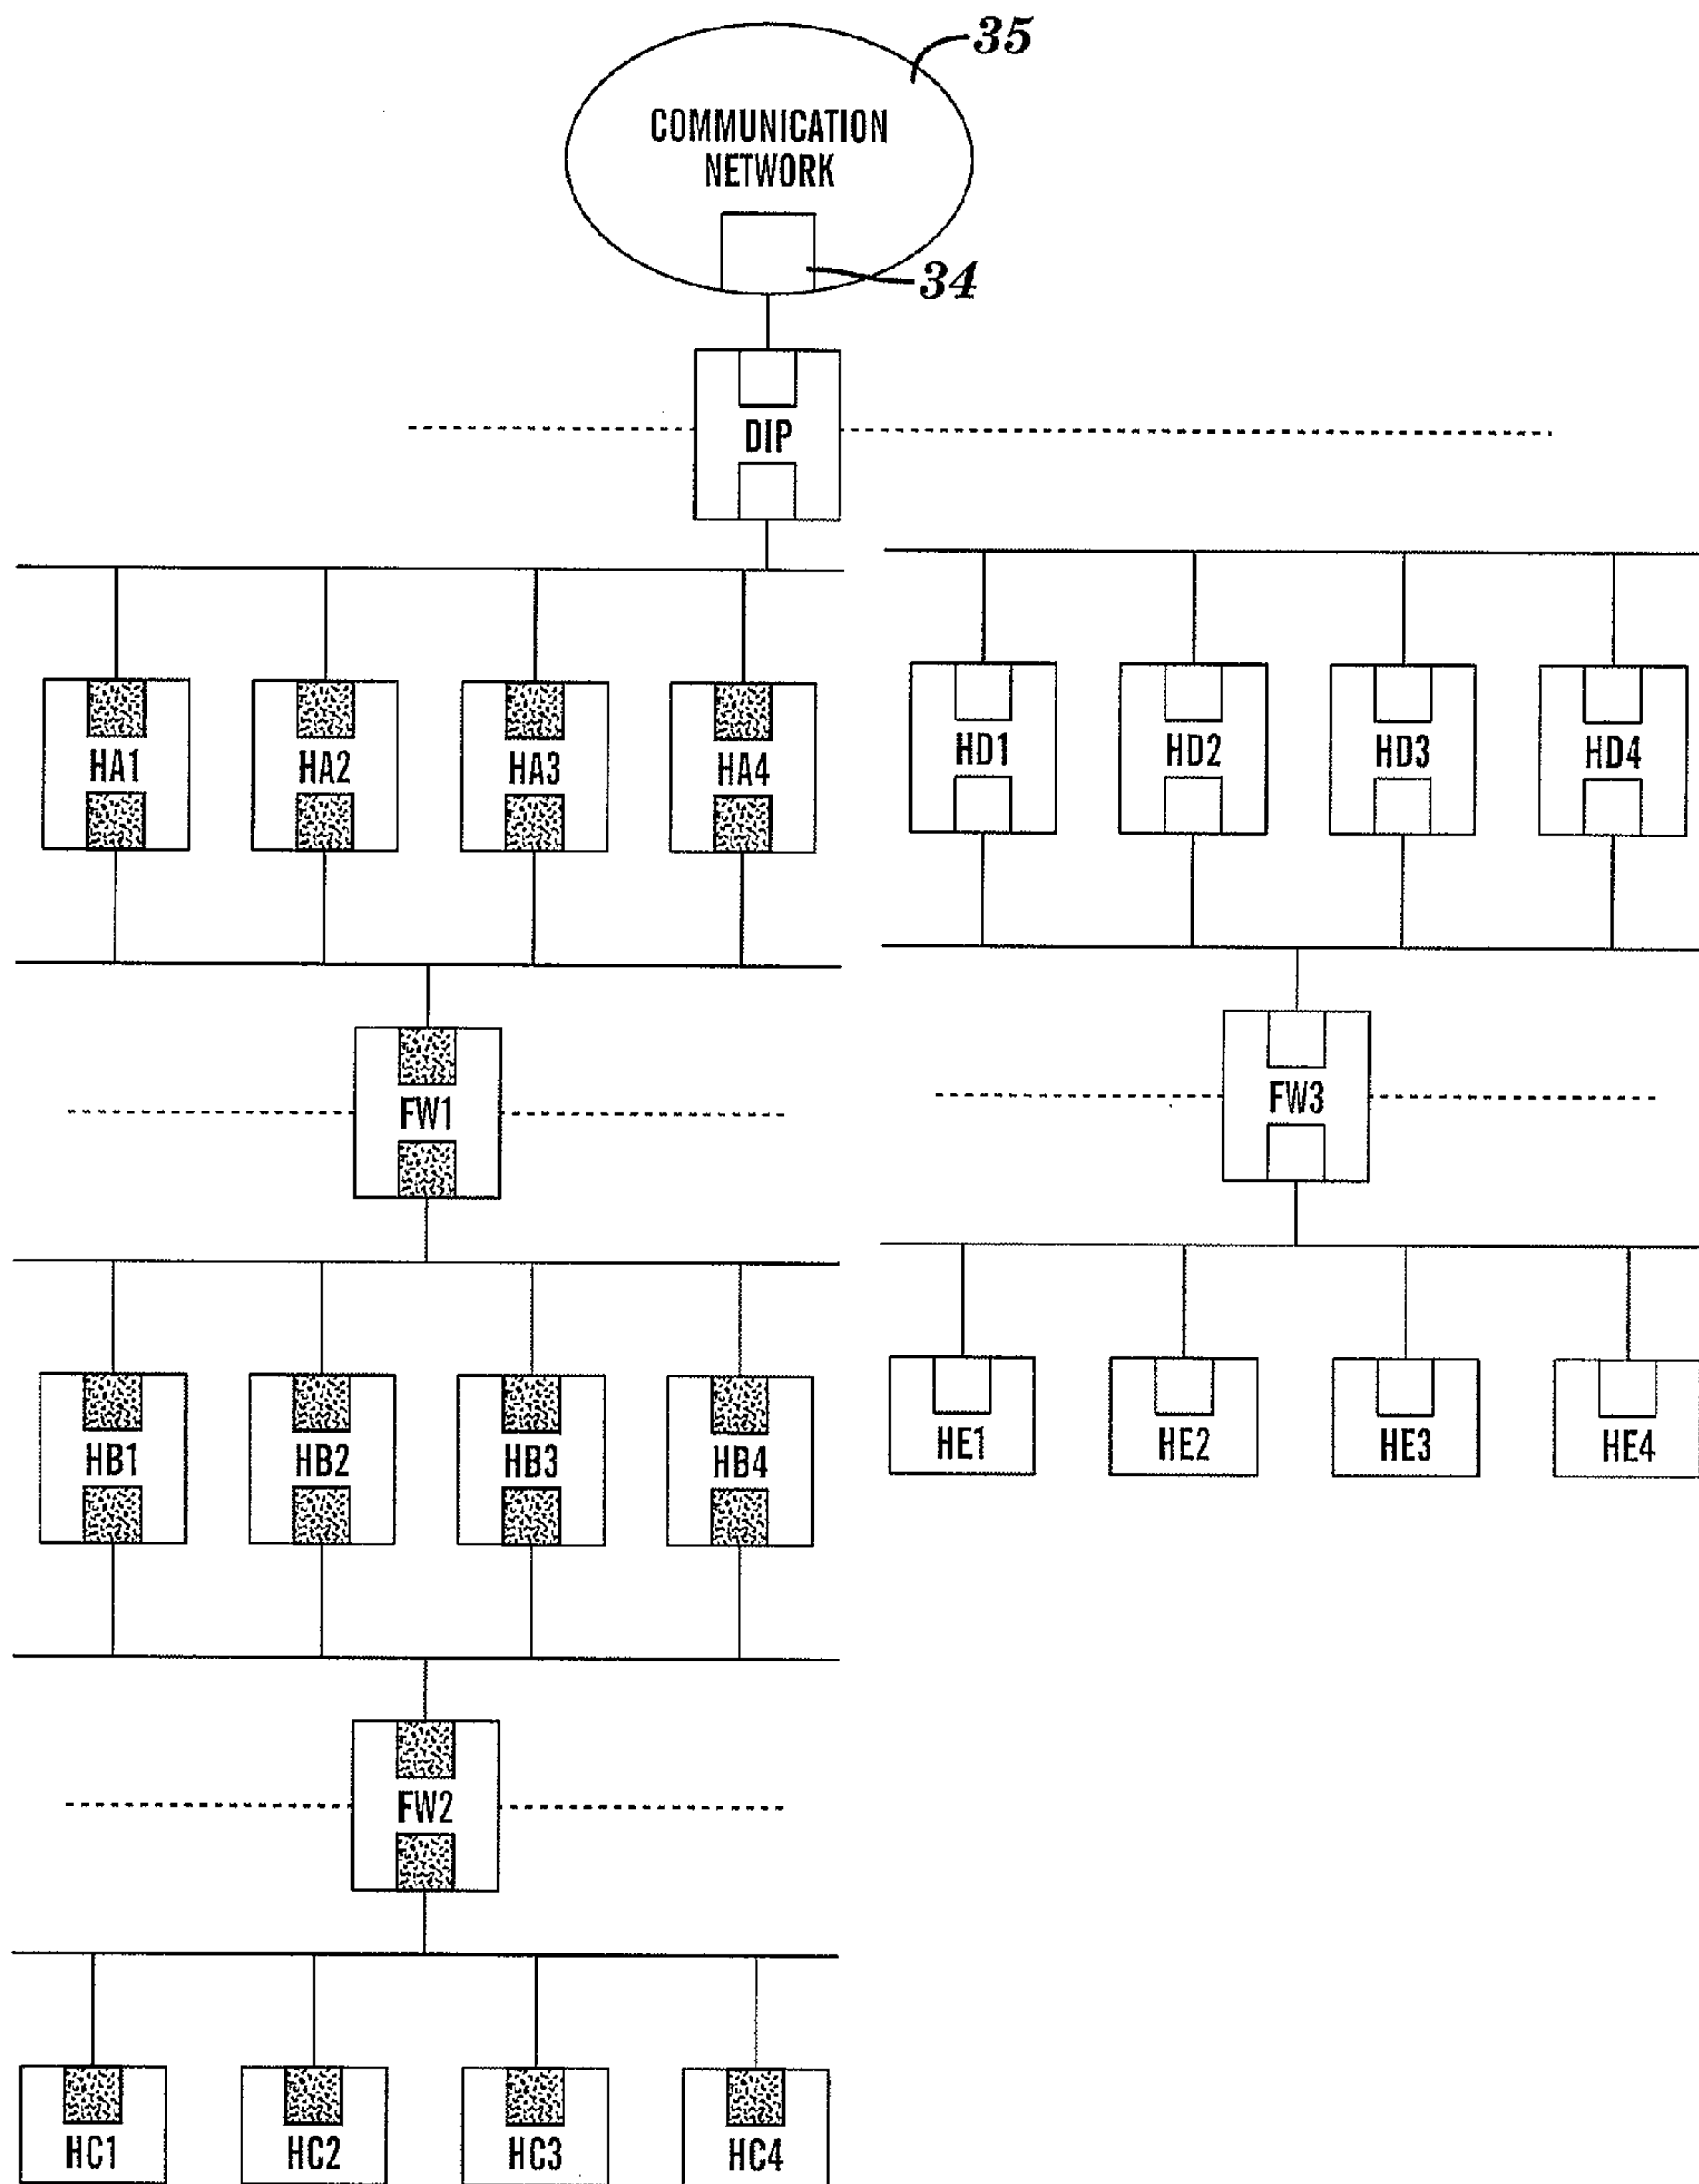 35
COMMUNICATION
NETWORK
34
DIP
HA1 HA2 HA3 HA4 HD1 HD2 HD3 HD4
FW1 FW3
HB1 HB2 HB3 HB4 HE1 HE2 HE3 HE4
FW2
HC1 HC2 HC3 HC4